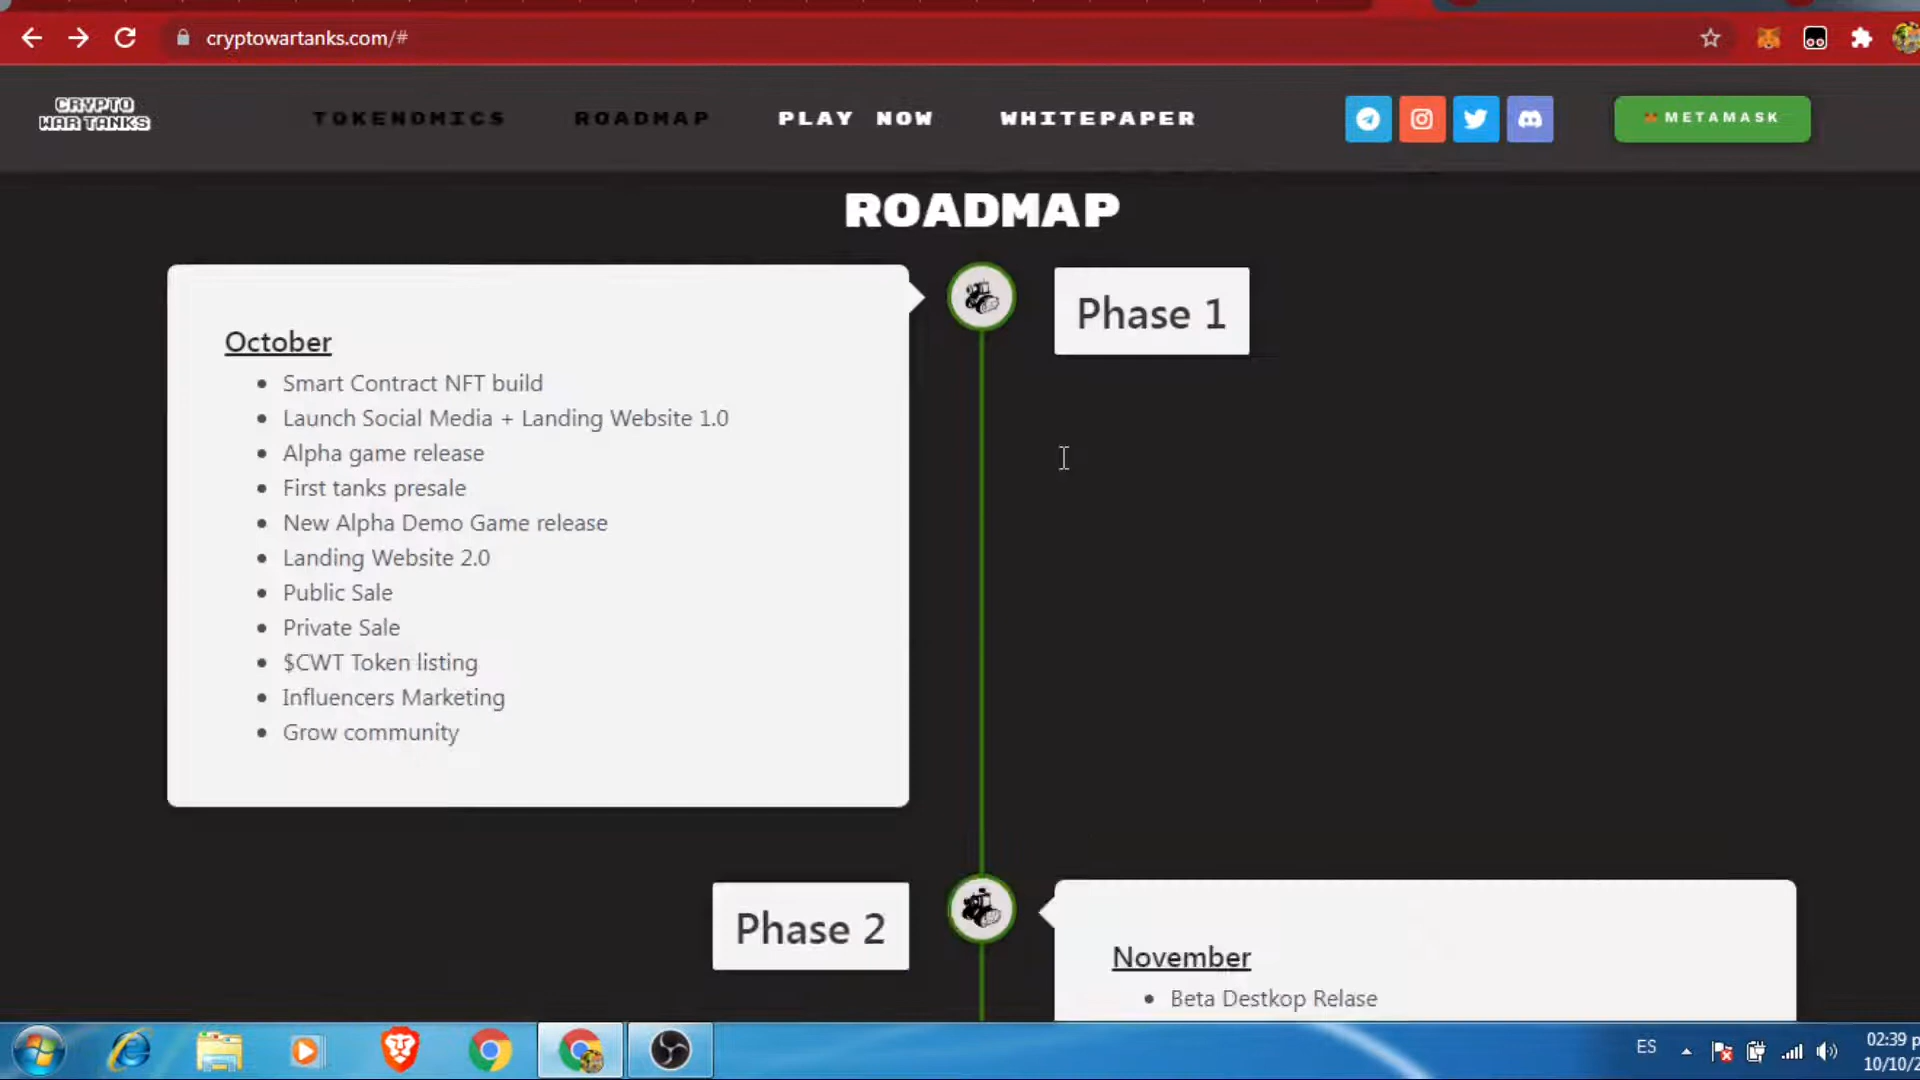 cryptowartanks.com/#
CRYPTO
WAR TANKS
TOKENOMICS
ROADMAP
PLAY NOW
WHITEPAPER
METAMASK
ROADMAP
Phase 1
October
Smart Contract NFT build
Launch Social Media + Landing Website 1.0
Alpha game release
First tanks presale
New Alpha Demo Game release
Landing Website 2.0
Public Sale
Private Sale
$CWT Token listing
Influencers Marketing
Grow community
Phase 2
November
Beta Destkop Relase
ES
02:39 p
10/10/2